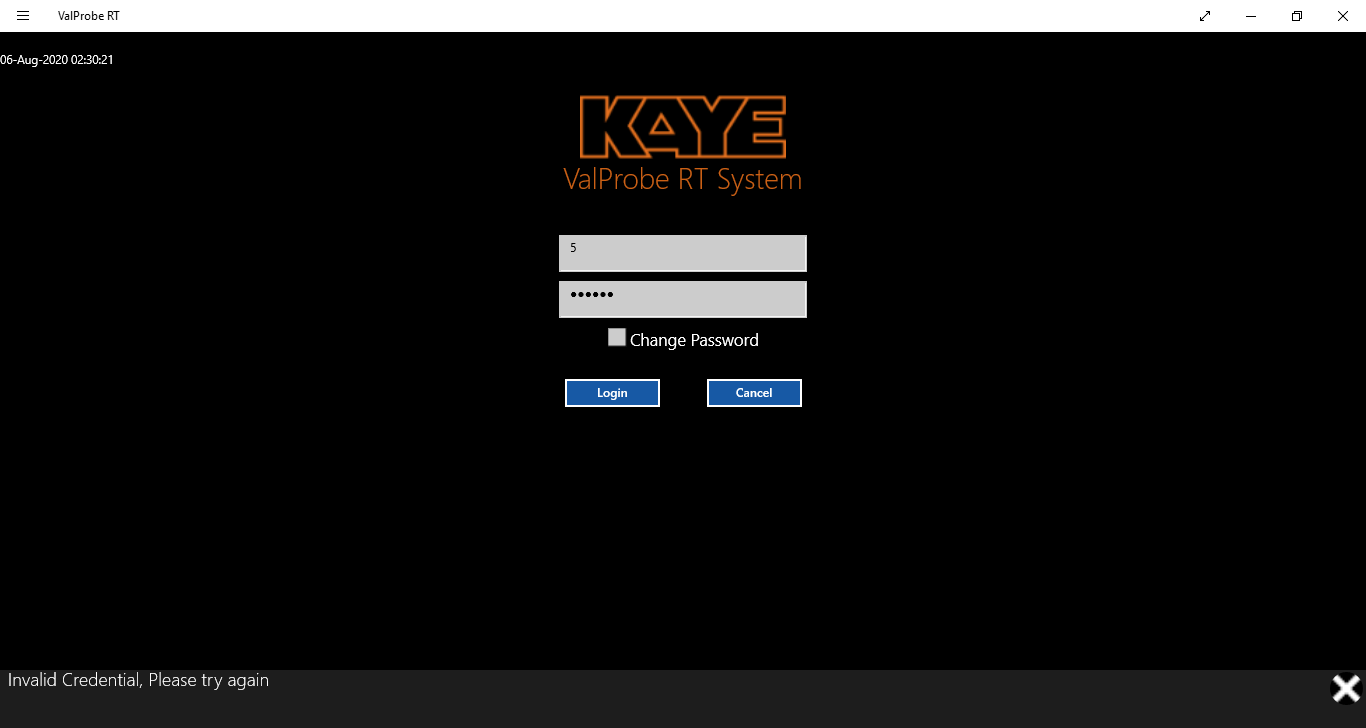 ValProbe RT
06-Aug-2020 02:30:21
KAYE
ValProbe RT System
5
••••••
Change Password
Login Cancel
Invalid Credential, Please try again